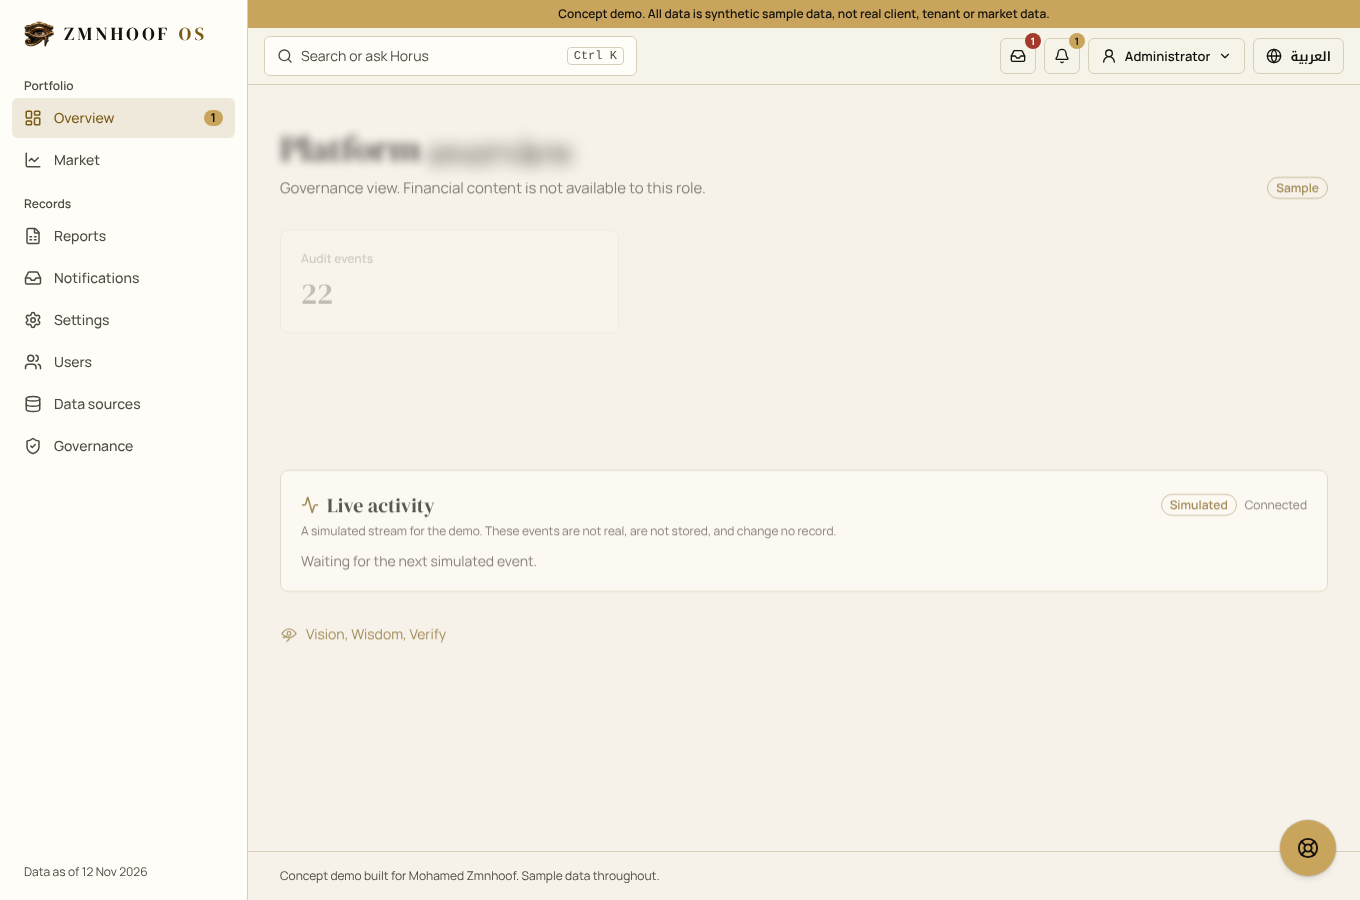 ZMNHOOF OS
Portfolio
Overview 1
Market
Records
Reports
Notifications
Settings
Users
Data sources
Governance
Data as of 12 Nov 2026
Concept demo. All data is synthetic sample data, not real client, tenant or market data.
Search or ask Horus Ctrl K
1 1 Administrator العربية
Platform overview
Governance view. Financial content is not available to this role. Sample
Audit events
22
Live activity Simulated Connected
A simulated stream for the demo. These events are not real, are not stored, and change no record.
Waiting for the next simulated event.
Vision, Wisdom, Verify
Concept demo built for Mohamed Zmnhoof. Sample data throughout.